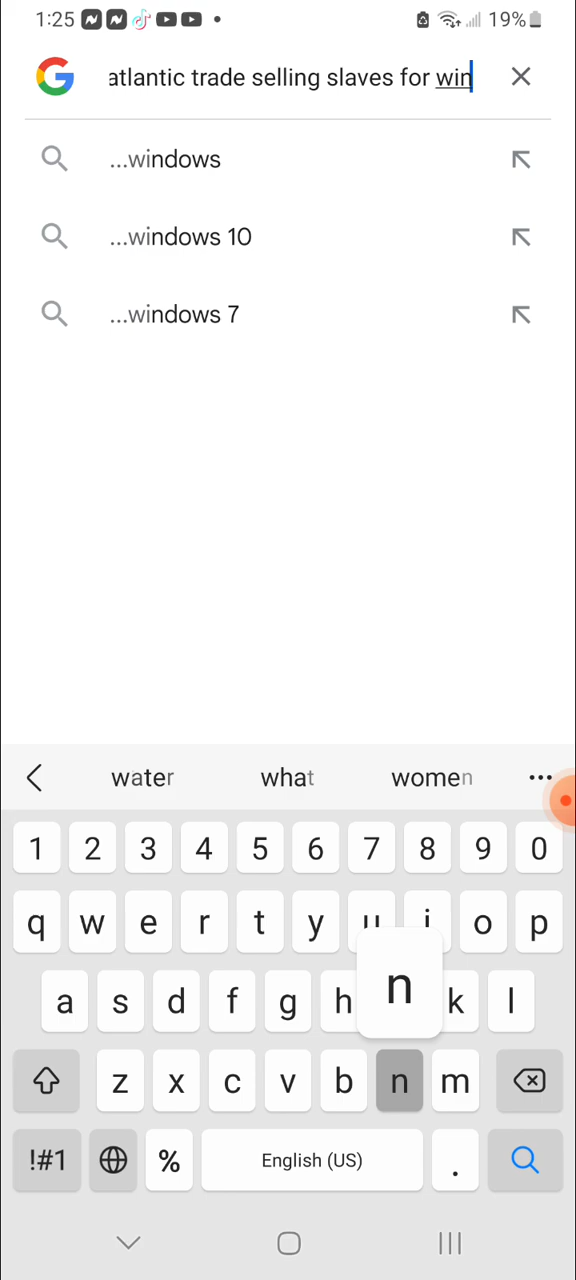 1:25 19%
atlantic trade selling slaves for win
...windows
...windows 10
...windows 7
water what women ...
1 2 3 4 5 6 7 8 9 0
q w e r t y u i o p
a s d f g h n k l
z x c v b n m
!#1 % English (US) .